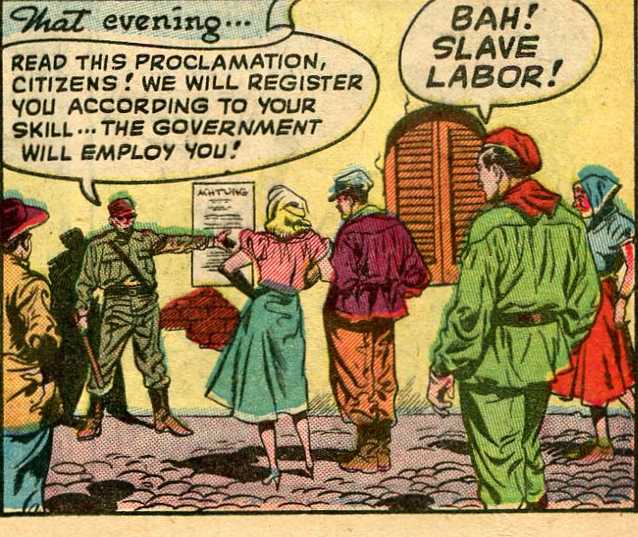 That evening...
READ THIS PROCLAMATION,
CITIZENS! WE WILL REGISTER
YOU ACCORDING TO YOUR
SKILL...THE GOVERNMENT
WILL EMPLOY YOU!
BAH!
SLAVE
LABOR!
ACHTUNG